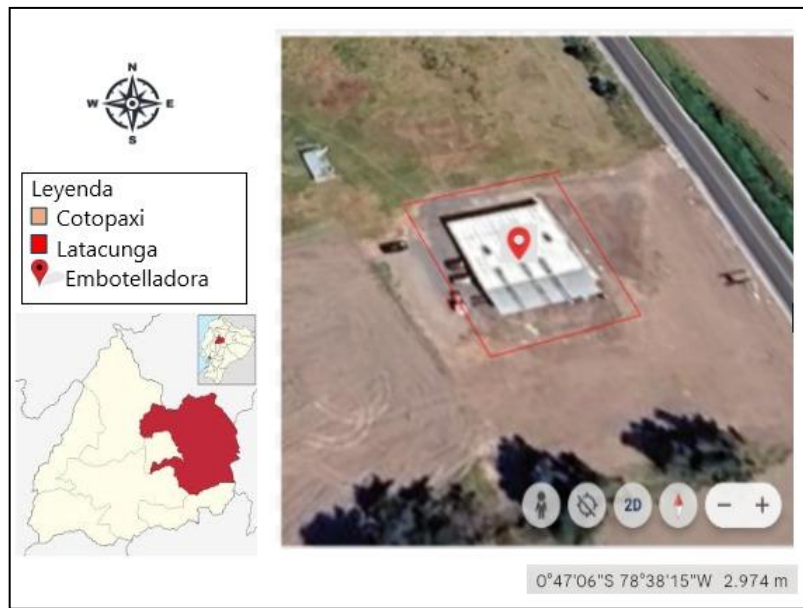 N
W E
S
Leyenda
Cotopaxi
Latacunga
Embotelladora
2D
0°47'06"S 78°38'15"W 2.974 m